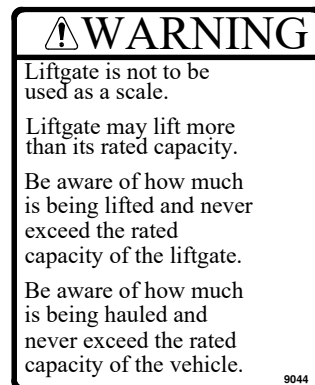 WARNING
Liftgate is not to be
used as a scale.
Liftgate may lift more
than its rated capacity.
Be aware of how much
is being lifted and never
exceed the rated
capacity of the liftgate.
Be aware of how much
is being hauled and
never exceed the rated
capacity of the vehicle.
9044